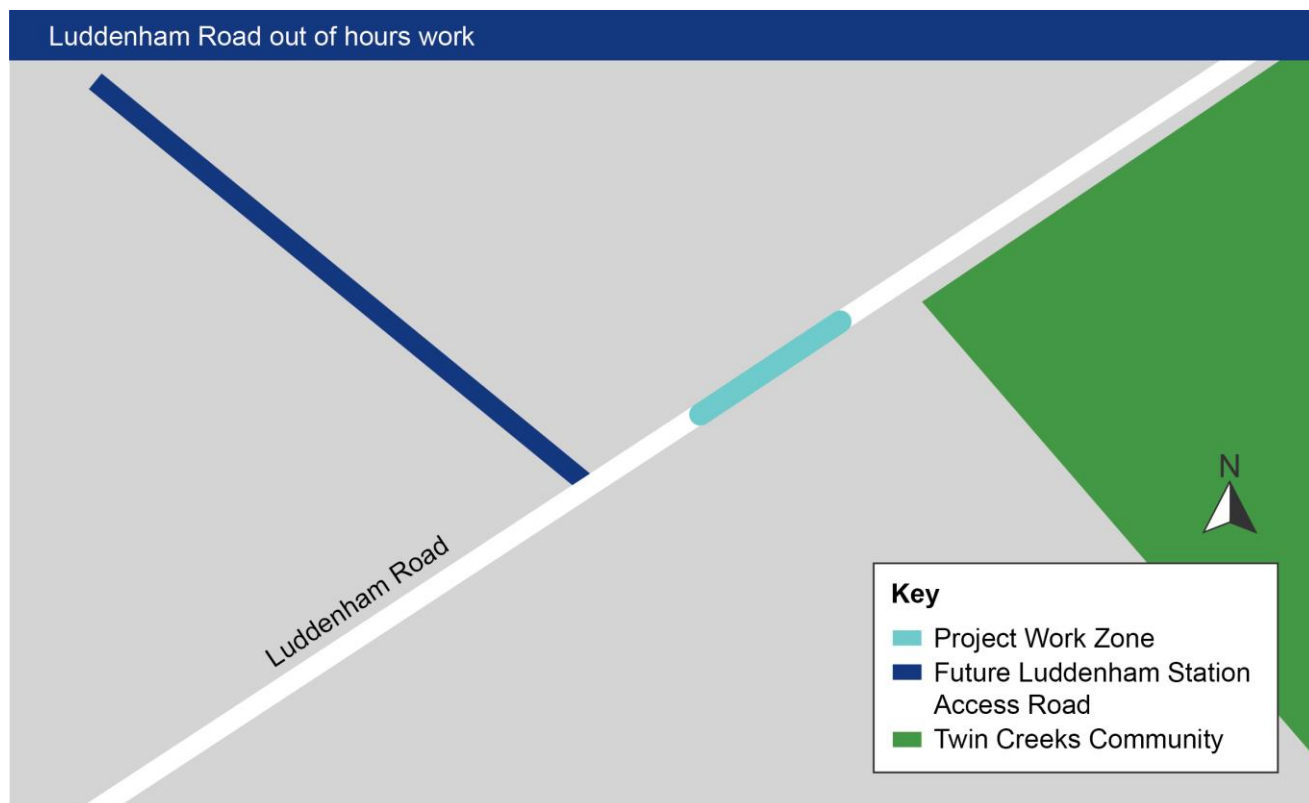 Luddenham Road out of hours work
Luddenham Road
N
Key
Project Work Zone
Future Luddenham Station
Access Road
Twin Creeks Community